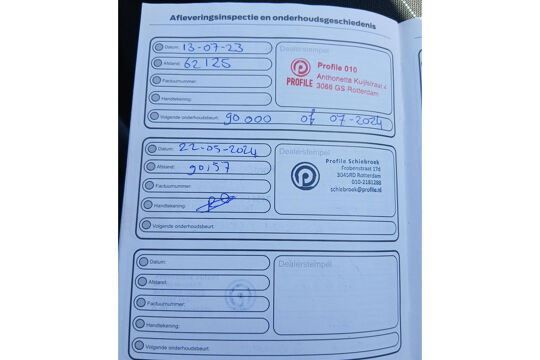 Afleveringsinspectie en onderhoudsgeschiedenis
Datum: 13-07-23
Afstand: 62125
Factuurnummer:
Handtekening:
Volgende onderhoudsbeurt: 90 000 of 07-2024
Dealerstempel
Profile 010
Anthonetta Kuijlstraat 4
3066 GS Rotterdam
PROFILE
Datum: 22-05-2024
Afstand: 90157
Factuurnummer:
Handtekening:
Volgende onderhoudsbeurt:
Dealerstempel
Profile Schiebroek
Frobenstraat 17d
3045RD Rotterdam
010-2181288
schiebroek@profile.nl
Datum:
Afstand:
Factuurnummer:
Handtekening:
Volgende onderhoudsbeurt:
Dealerstempel